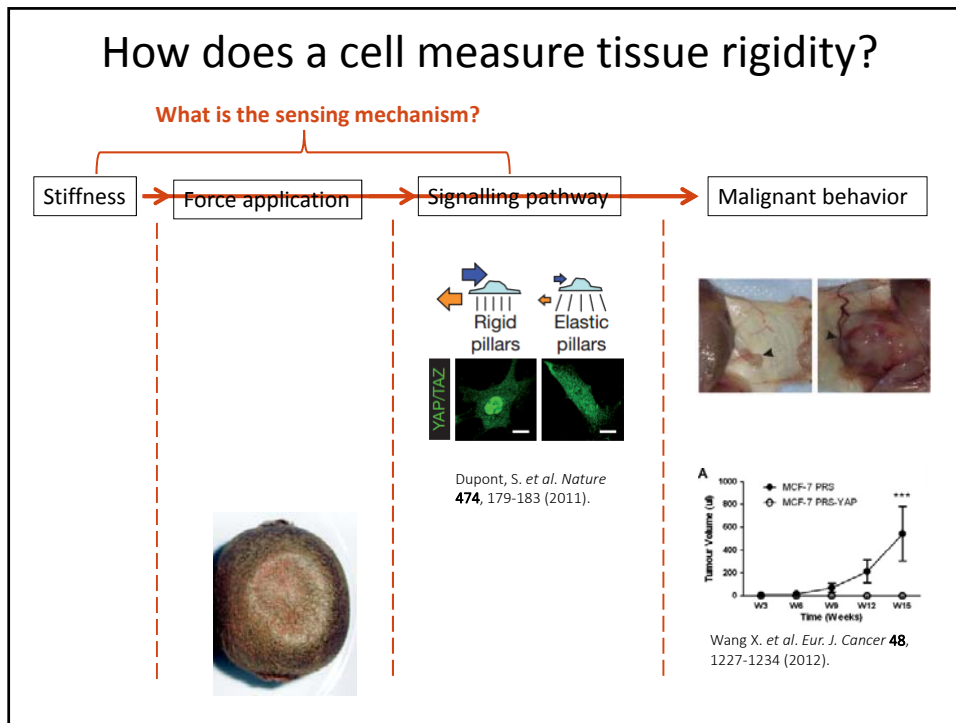 How does a cell measure tissue rigidity?
What is the sensing mechanism?
Stiffness
Force application
Signalling pathway
Malignant behavior
Rigid
pillars
Elastic
pillars
YAP/TAZ
Dupont, S. et al. Nature
474, 179-183 (2011).
A
MCF-7 PRS
MCF-7 PRS-YAP
***
Tumour Volume (ul)
1000
800
600
400
200
0
W3 W6 W9 W12 W15
Time (Weeks)
Wang X. et al. Eur. J. Cancer 48,
1227-1234 (2012).